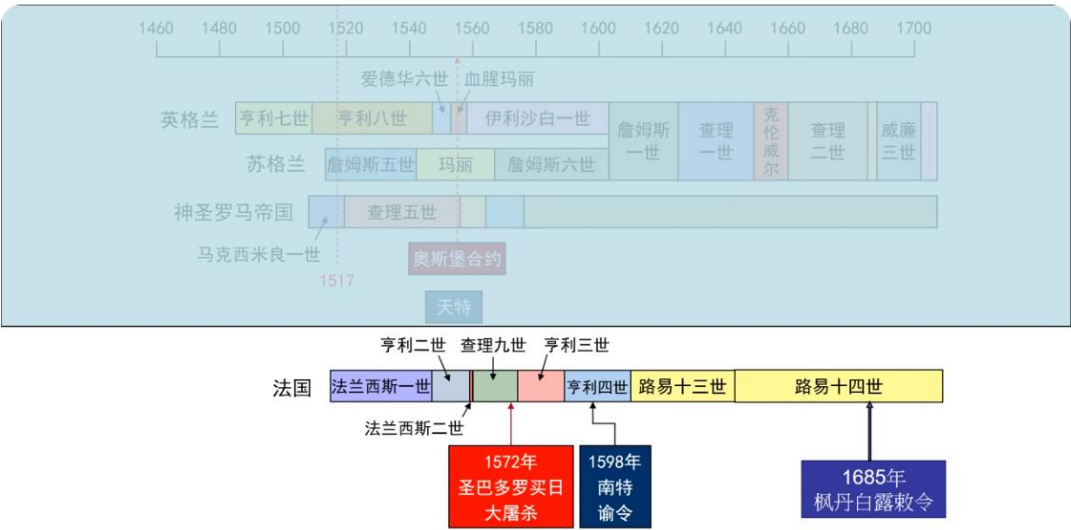 1460 1480 1500 1520 1540 1560 1580 1600 1620 1640 1660 1680 1700
爱德华六世 血腥玛丽
英格兰 亨利七世 亨利八世 伊利沙白一世
詹姆斯
一世
查理
一世
克
伦
威
尔
查理
二世
威廉
三世
苏格兰 詹姆斯五世 玛丽 詹姆斯六世
神圣罗马帝国 查理五世
马克西米良一世
奥斯堡合约
1517
天特
亨利二世 查理九世 亨利三世
法国 法兰西斯一世 亨利四世 路易十三世 路易十四世
法兰西斯二世
1572年
圣巴多罗买日
大屠杀
1598年
南特
谕令
1685年
枫丹白露敕令